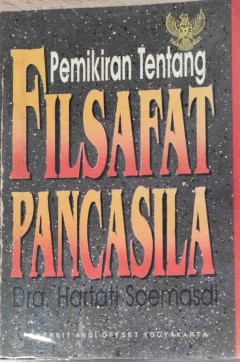 Pemikiran Tentang
FILSAFAT
PANCASILA
Dra. Hartati Soemasdi
PENERBIT ANDI OFFSET YOGYAKARTA